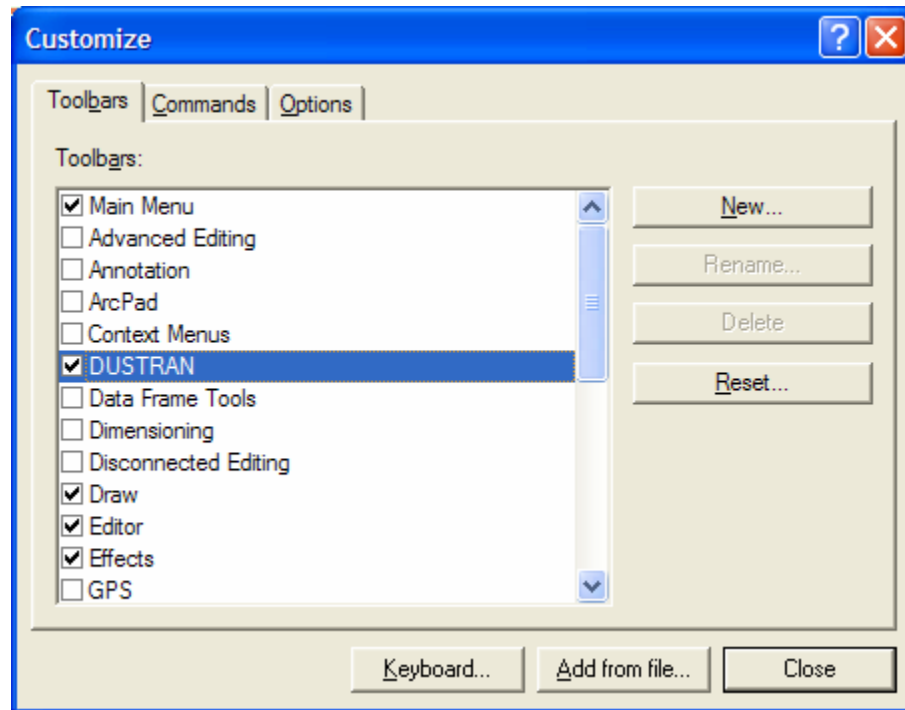 Customize
Toolbars Commands Options
Toolbars:
Main Menu
Advanced Editing
Annotation
ArcPad
Context Menus
DUSTRAN
Data Frame Tools
Dimensioning
Disconnected Editing
Draw
Editor
Effects
GPS
New...
Rename...
Delete
Reset...
Keyboard... Add from file... Close